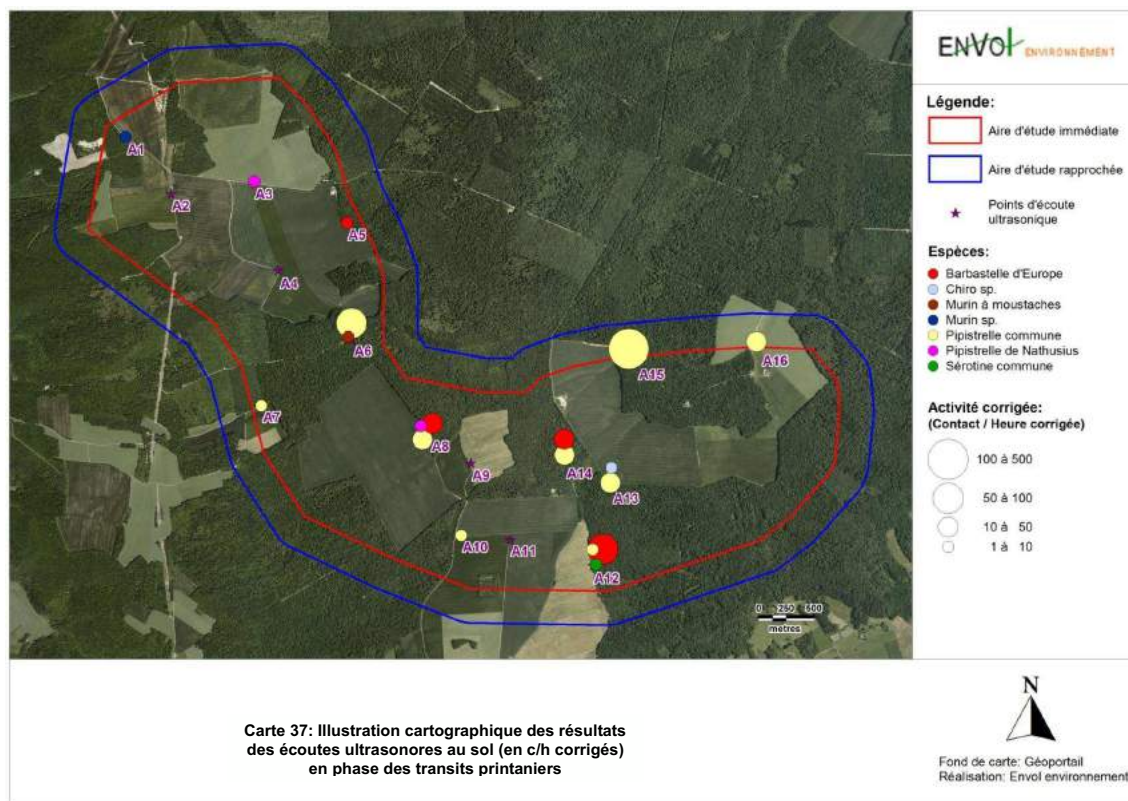 A1
A2
A3
A4
A5
A6
A7
A8
A9
A10
A11
A12
A13
A14
A15
A16
0 250 500
mètres
ENVOl ENVIRONNEMENT
Légende:
Aire d'étude immédiate
Aire d'étude rapprochée
Points d'écoute
ultrasonique
Espèces:
Barbastelle d'Europe
Chiro sp.
Murin à moustaches
Murin sp.
Pipistrelle commune
Pipistrelle de Nathusius
Sérotine commune
Activité corrigée:
(Contact / Heure corrigée)
100 à 500
50 à 100
10 à 50
1 à 10
N
Fond de carte: Géoportail
Réalisation: Envol environnement
Carte 37: Illustration cartographique des résultats
des écoutes ultrasonores au sol (en c/h corrigés)
en phase des transits printaniers